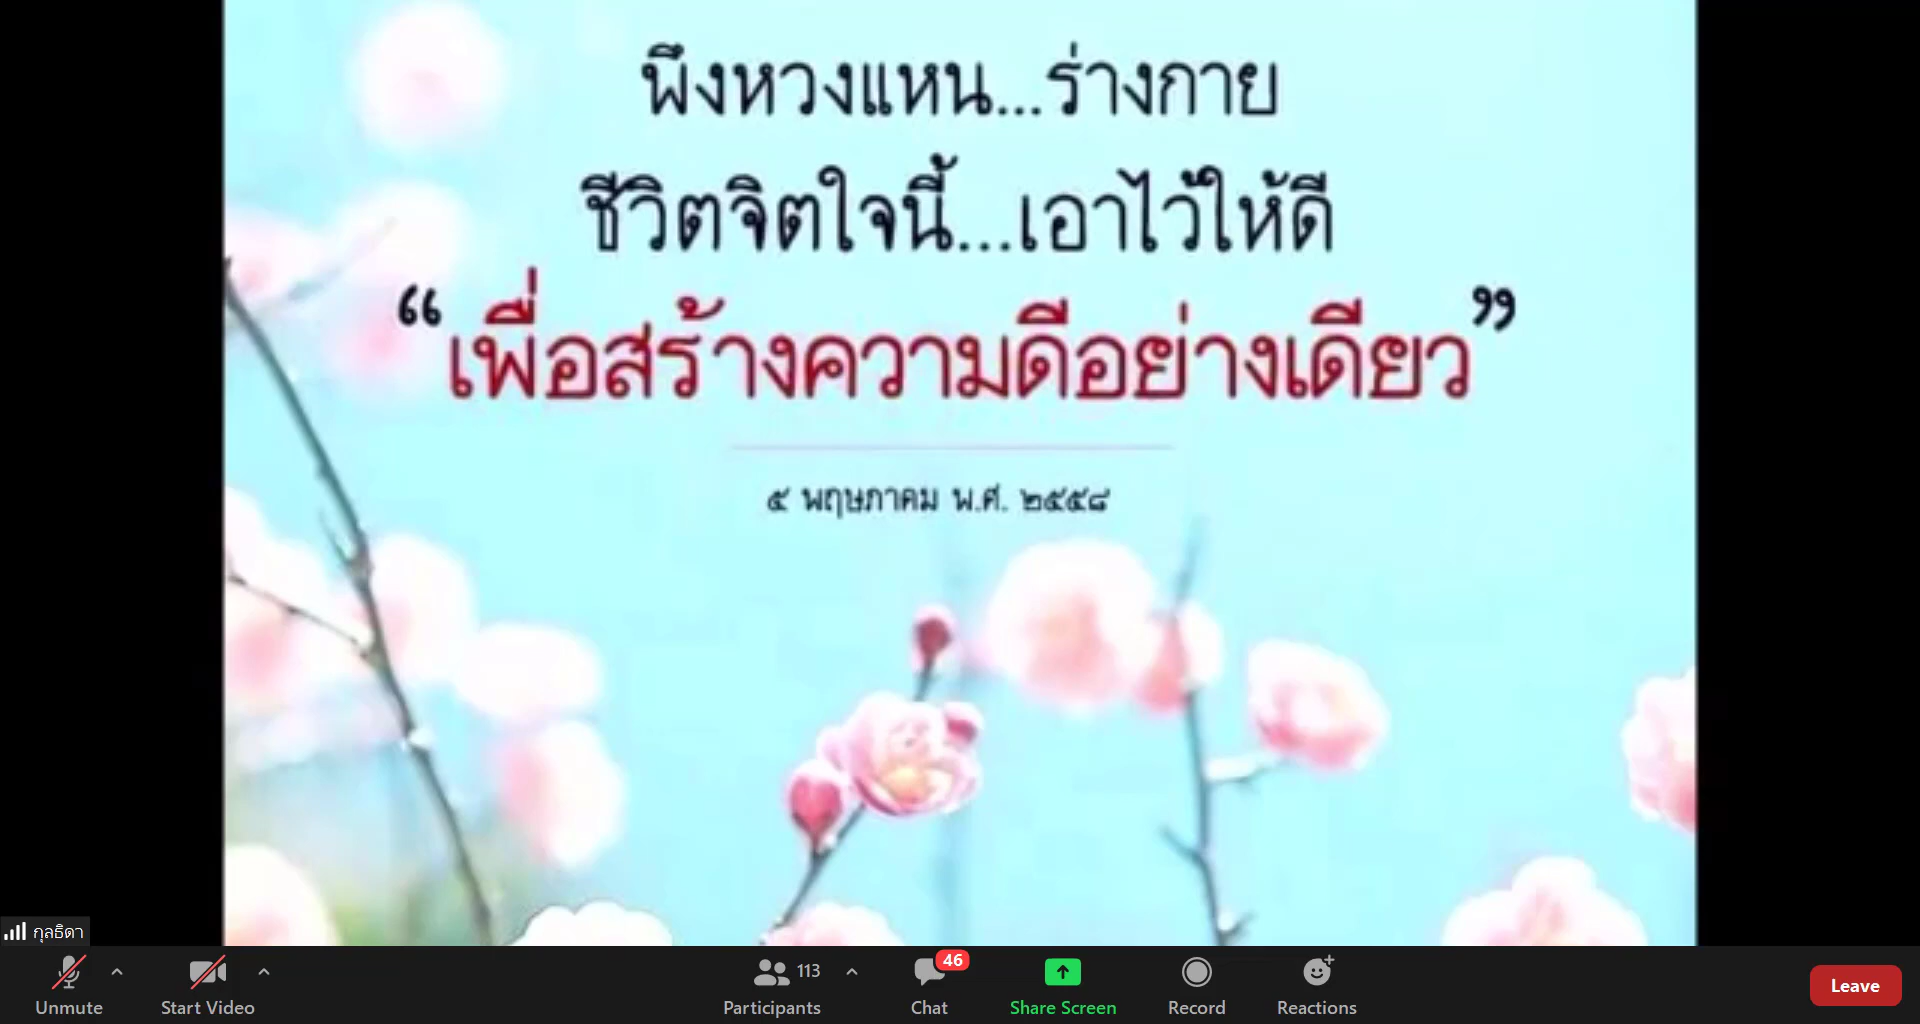 พึงหวงแหน...ร่างกาย
ชีวิตจิตใจนี้...เอาไว้ให้ดี
“เพื่อสร้างความดีอย่างเดียว”
๕ พฤษภาคม พ.ศ. ๒๕๕๘
กุลธิดา
Unmute
Start Video
113
Participants
46
Chat
Share Screen
Record
Reactions
Leave